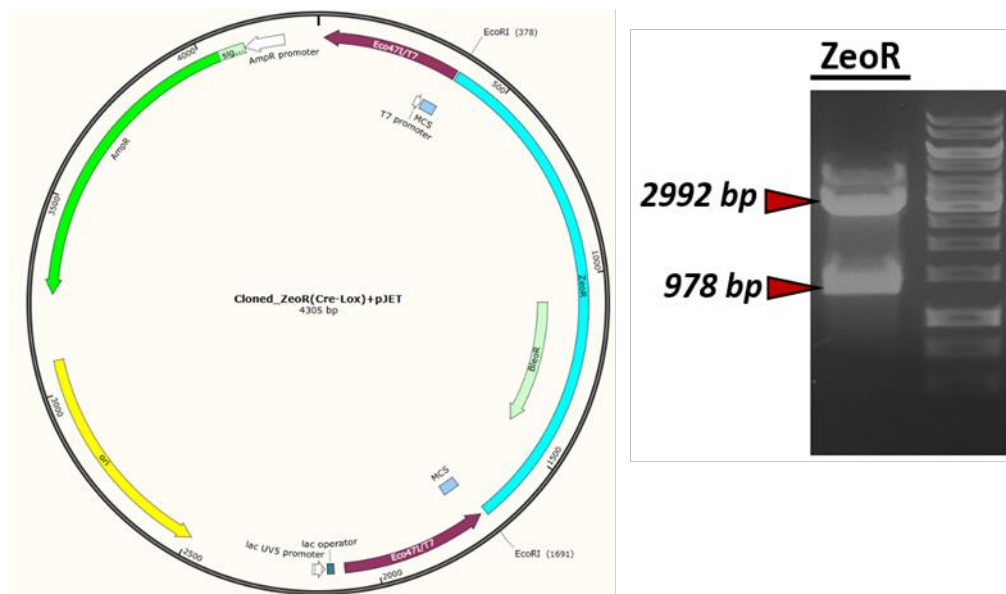 4000
sig...
AmpR promoter
Eco47I/T7
EcoRI (378)
500
T7 promoter
MCS
AmpR
3500
1000
ZeoR
Cloned_ZeoR(Cre-Lox)+pJET
4305 bp
BleoR
3000
ori
MCS
1500
2500
lac UV5 promoter
lac operator
Eco47I/T7
2000
EcoRI (1691)
ZeoR
2992 bp
978 bp